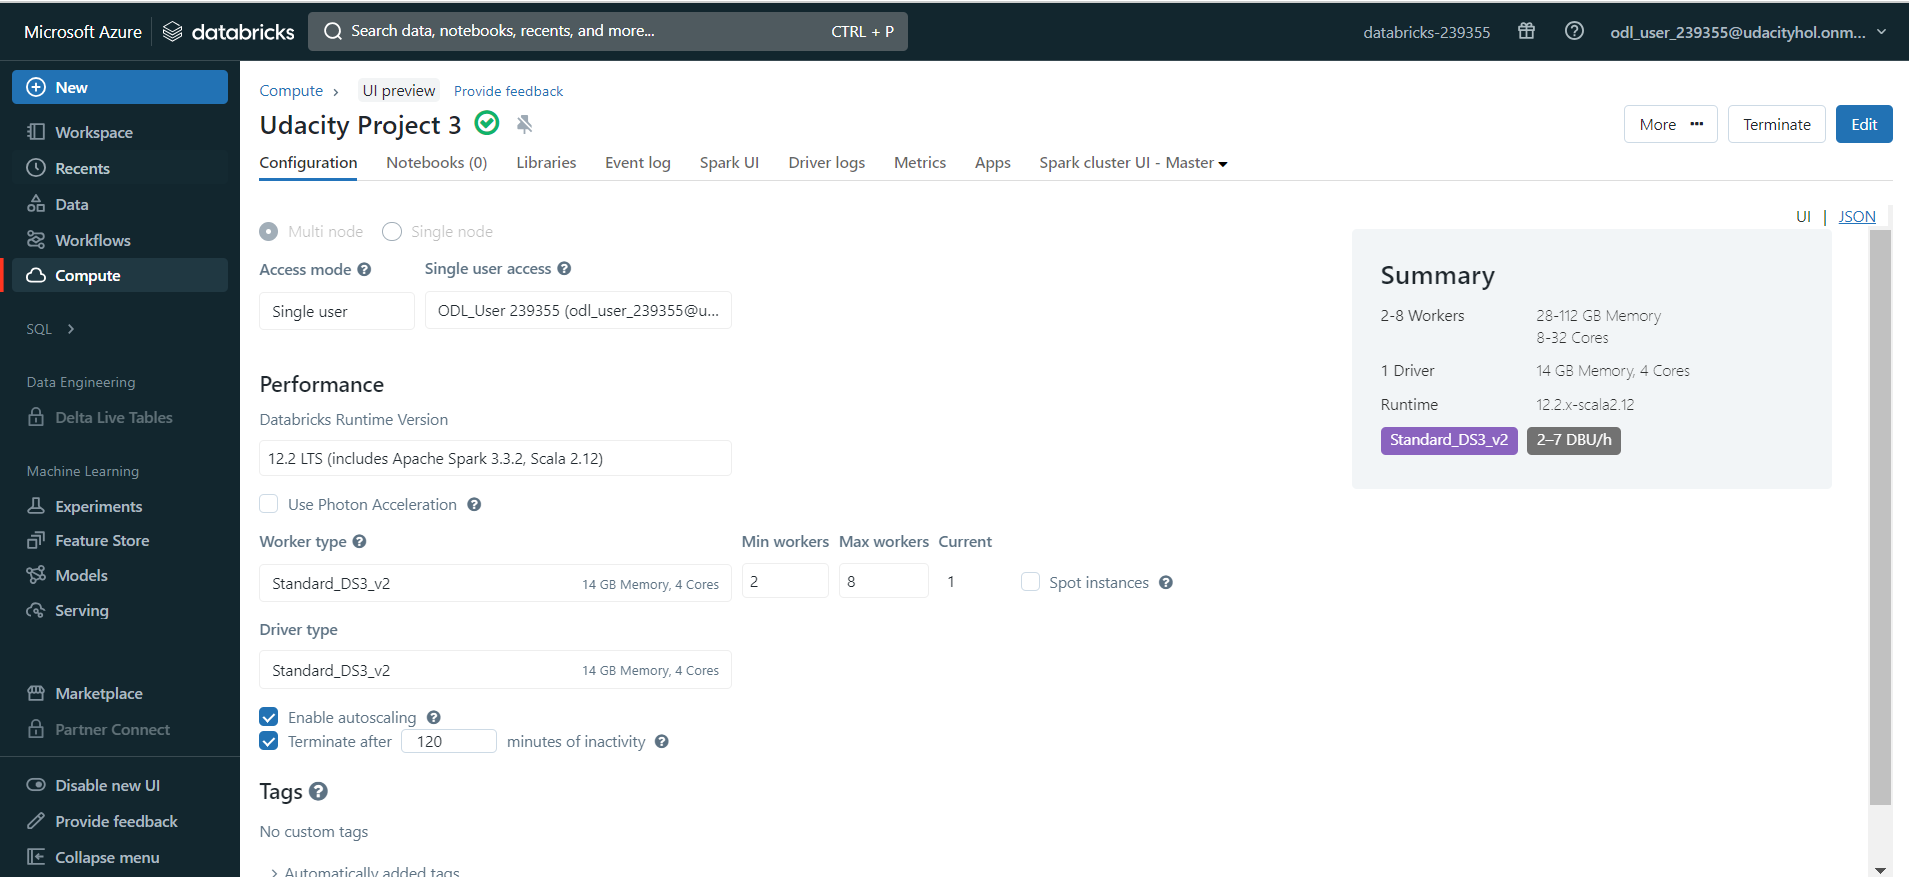 Microsoft Azure databricks Search data, notebooks, recents, and more... CTRL + P databricks-239355 odl_user_239355@udacityhol.onm...
New
Workspace
Recents
Data
Workflows
Compute
SQL
Data Engineering
Delta Live Tables
Machine Learning
Experiments
Feature Store
Models
Serving
Marketplace
Partner Connect
Disable new UI
Provide feedback
Collapse menu
Compute UI preview Provide feedback
Udacity Project 3
More ... Terminate Edit
Configuration Notebooks (0) Libraries Event log Spark UI Driver logs Metrics Apps Spark cluster UI - Master
UI | JSON
Multi node Single node
Access mode Single user access
Single user ODL_User 239355 (odl_user_239355@u...
Performance
Databricks Runtime Version
12.2 LTS (includes Apache Spark 3.3.2, Scala 2.12)
Use Photon Acceleration
Worker type Min workers Max workers Current
Standard_DS3_v2 14 GB Memory, 4 Cores 2 8 1 Spot instances
Driver type
Standard_DS3_v2 14 GB Memory, 4 Cores
Enable autoscaling
Terminate after 120 minutes of inactivity
Tags
No custom tags
Automatically added tags
Summary
2-8 Workers 28-112 GB Memory
8-32 Cores
1 Driver 14 GB Memory, 4 Cores
Runtime 12.2.x-scala2.12
Standard_DS3_v2 2–7 DBU/h